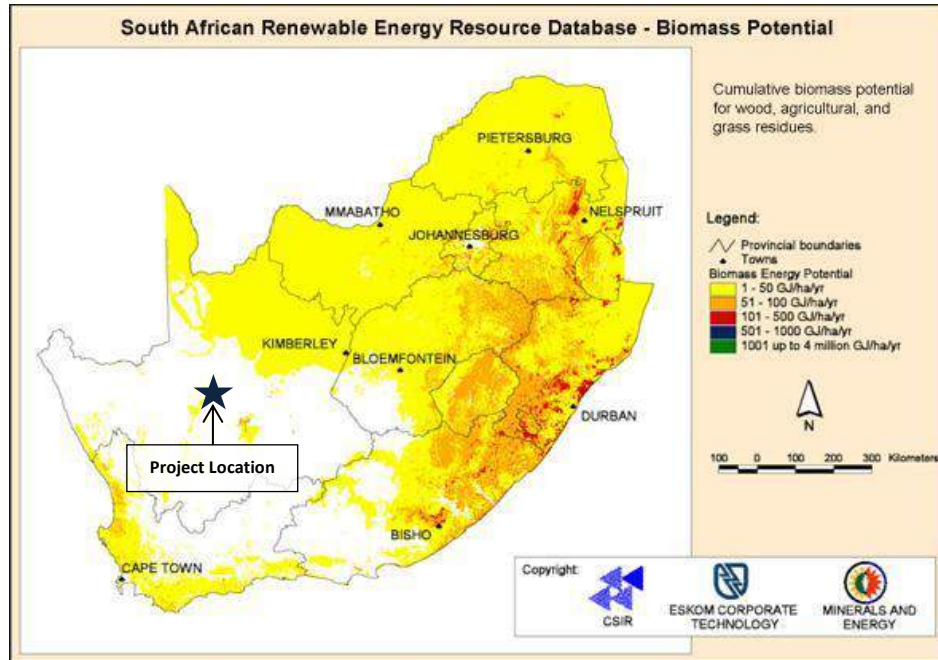 South African Renewable Energy Resource Database - Biomass Potential
Cumulative biomass potential
for wood, agricultural, and
grass residues.
PIETERSBURG
MMABATHO
NELSPRUIT
JOHANNESBURG
KIMBERLEY
BLOEMFONTEIN
DURBAN
Project Location
BISHO
CAPE TOWN
Legend:
Provincial boundaries
Towns
Biomass Energy Potential
1 - 50 GJ/ha/yr
51 - 100 GJ/ha/yr
101 - 500 GJ/ha/yr
501 - 1000 GJ/ha/yr
1001 up to 4 million GJ/ha/yr
N
100 0 100 200 300 Kilometers
Copyright:
CSIR
ESKOM CORPORATE
TECHNOLOGY
MINERALS AND
ENERGY